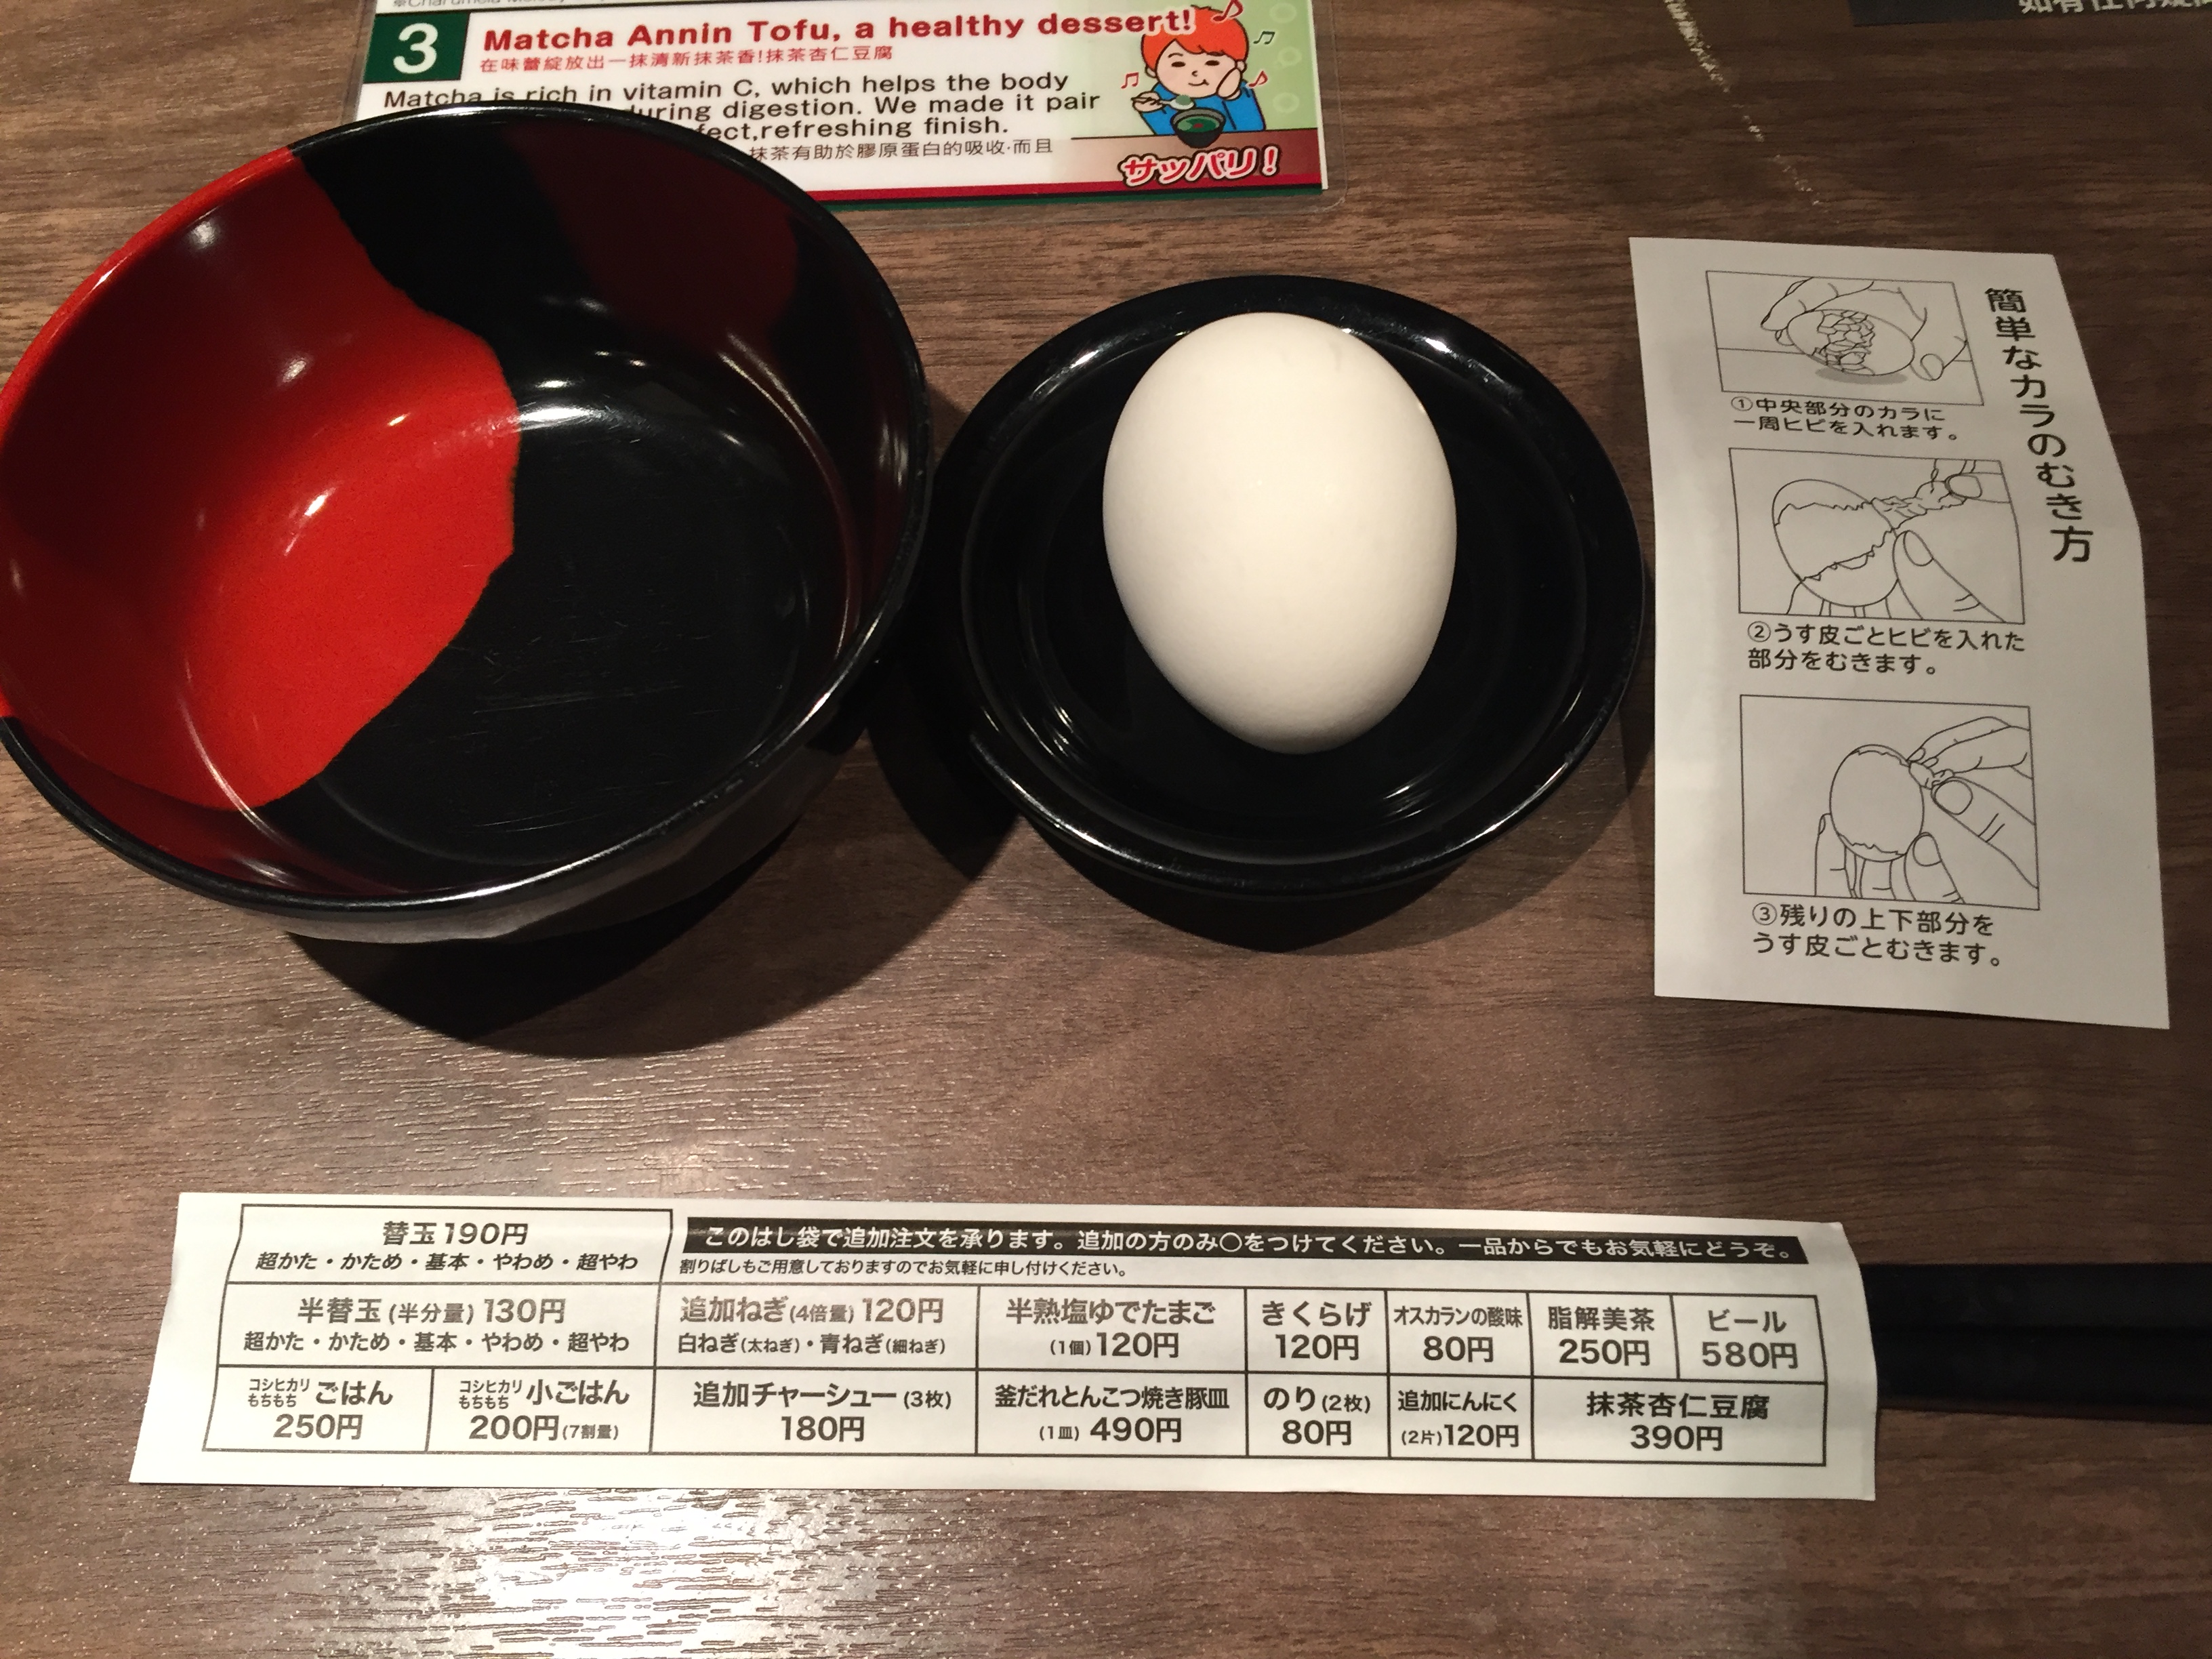 3
Matcha Annin Tofu, a healthy dessert!
在味蕾綻放出一抹清新抹茶香!抹茶杏仁豆腐
Matcha is rich in vitamin C, which helps the body
during digestion. We made it pair
fect,refreshing finish.
抹茶有助於膠原蛋白的吸收·而且
サッパリ!
簡単なカラのむき方
①中央部分のカラに
一周ヒビを入れます。
②うす皮ごとヒビを入れた
部分をむきます。
③残りの上下部分を
うす皮ごとむきます。
替玉190円
超かた・かため・基本・やわめ・超やわ
このはし袋で追加注文を承ります。追加の方のみ○をつけてください。一品からでもお気軽にどうぞ。
割りばしもご用意しておりますのでお気軽に申し付けください。
半替玉(半分量)130円
超かた・かため・基本・やわめ・超やわ
追加ねぎ(4倍量)120円
白ねぎ(太ねぎ)・青ねぎ(細ねぎ)
半熟塩ゆでたまご
(1個)120円
きくらげ
120円
オスカランの酸味
80円
脂解美茶
250円
ビール
580円
コシヒカリもちもちごはん
250円
コシヒカリもちもち小ごはん
200円(7割量)
追加チャーシュー(3枚)
180円
釜だれとんこつ焼き豚皿
(1皿)490円
のり(2枚)
80円
追加にんにく
(2片)120円
抹茶杏仁豆腐
390円